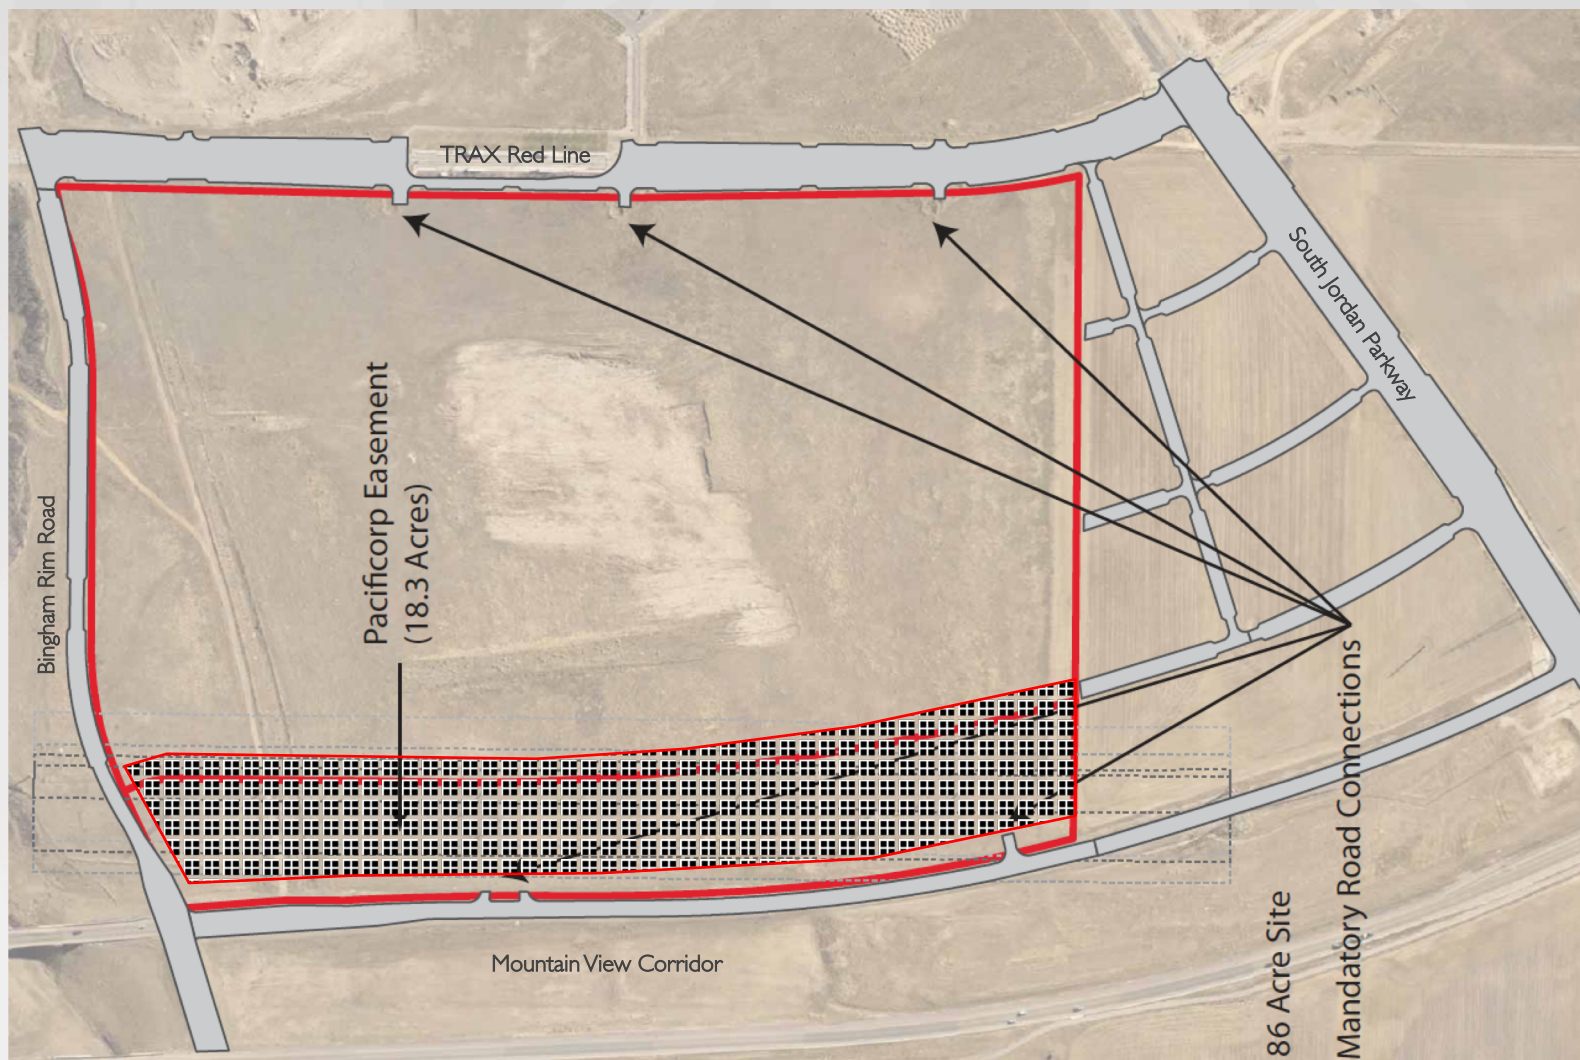 TRAX Red Line
South Jordan Parkway
Pacificorp Easement
(18.3 Acres)
Bingham Rim Road
Mountain View Corridor
86 Acre Site
Mandatory Road Connections